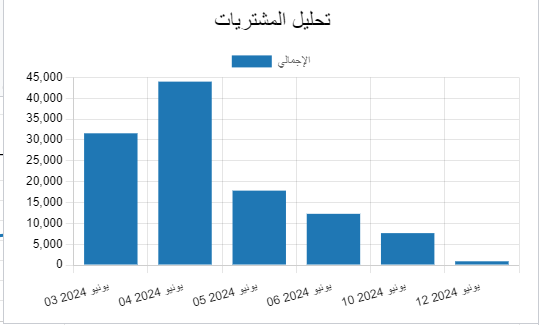 تحليل المشتريات
الإجمالي
45,000
40,000
35,000
30,000
25,000
20,000
15,000
10,000
5,000
0
03 يونيو 2024
04 يونيو 2024
05 يونيو 2024
06 يونيو 2024
10 يونيو 2024
12 يونيو 2024